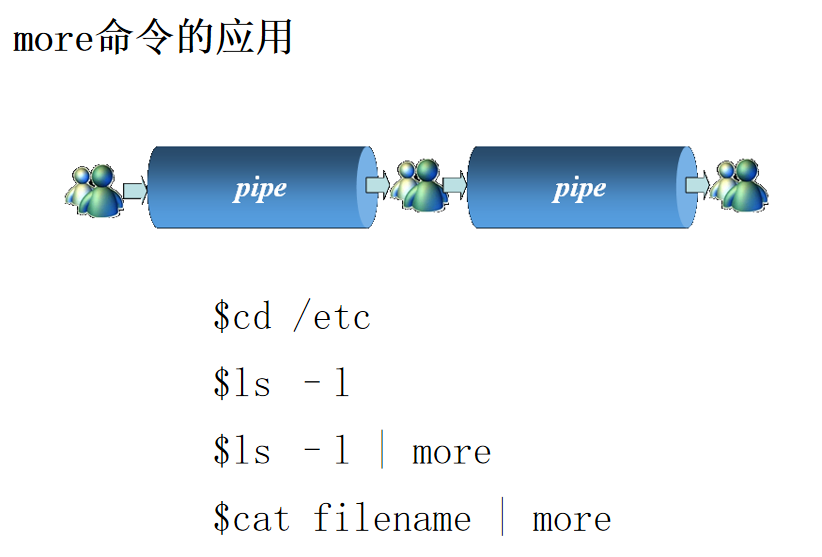 more命令的应用
pipe
pipe
$cd /etc
$ls -l
$ls -l | more
$cat filename | more